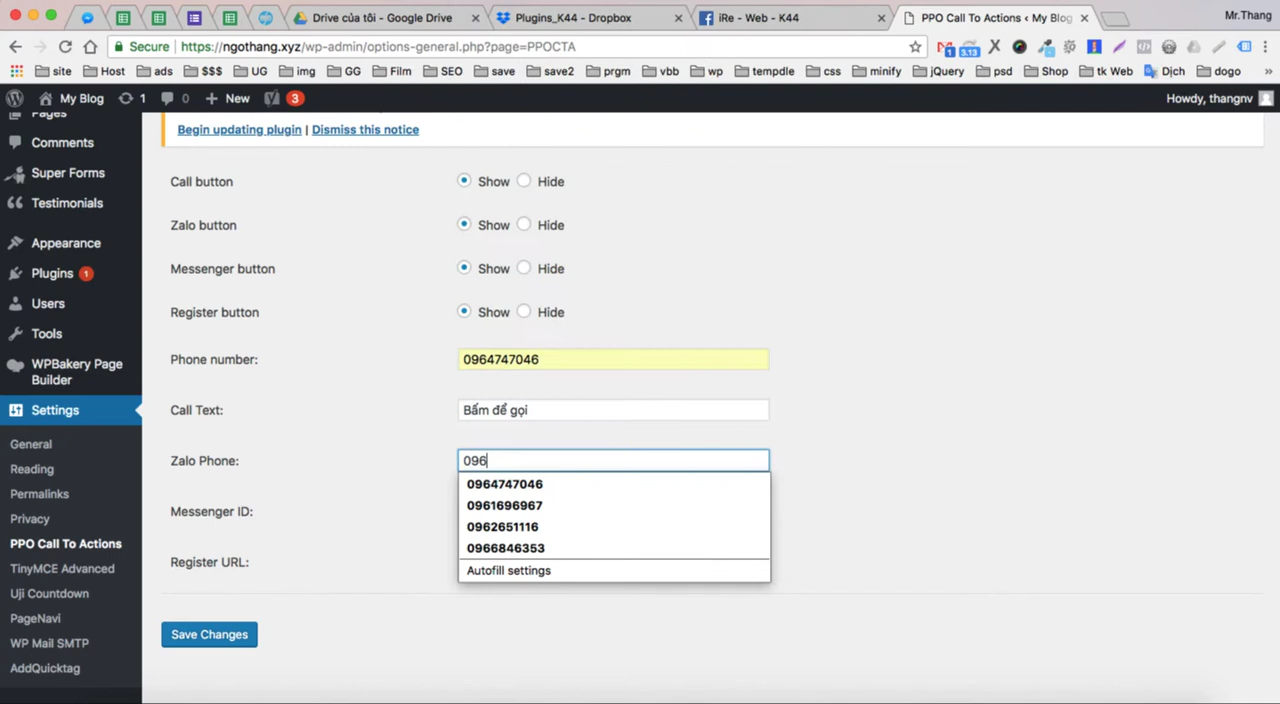 Drive của tôi - Google Drive
Plugins_K44 - Dropbox
iRe - Web - K44
PPO Call To Actions ‹ My Blog
Mr.Thang
Secure
https://ngothang.xyz/wp-admin/options-general.php?page=PPOCTA
1
3.13
site
Host
ads
$$$
UG
img
GG
Film
SEO
save
save2
prgm
vbb
wp
tempdle
css
minify
jQuery
psd
Shop
tk Web
Dịch
dogo
»
My Blog
1
0
New
3
Howdy, thangnv
Pages
Comments
Super Forms
Testimonials
Appearance
Plugins 1
Users
Tools
WPBakery Page
Builder
Settings
General
Reading
Permalinks
Privacy
PPO Call To Actions
TinyMCE Advanced
Uji Countdown
PageNavi
WP Mail SMTP
AddQuicktag
Begin updating plugin | Dismiss this notice
Call button Show Hide
Zalo button Show Hide
Messenger button Show Hide
Register button Show Hide
Phone number: 0964747046
Call Text: Bấm để gọi
Zalo Phone: 096
0964747046
0961696967
Messenger ID:
0962651116
0966846353
Register URL:
Autofill settings
Save Changes